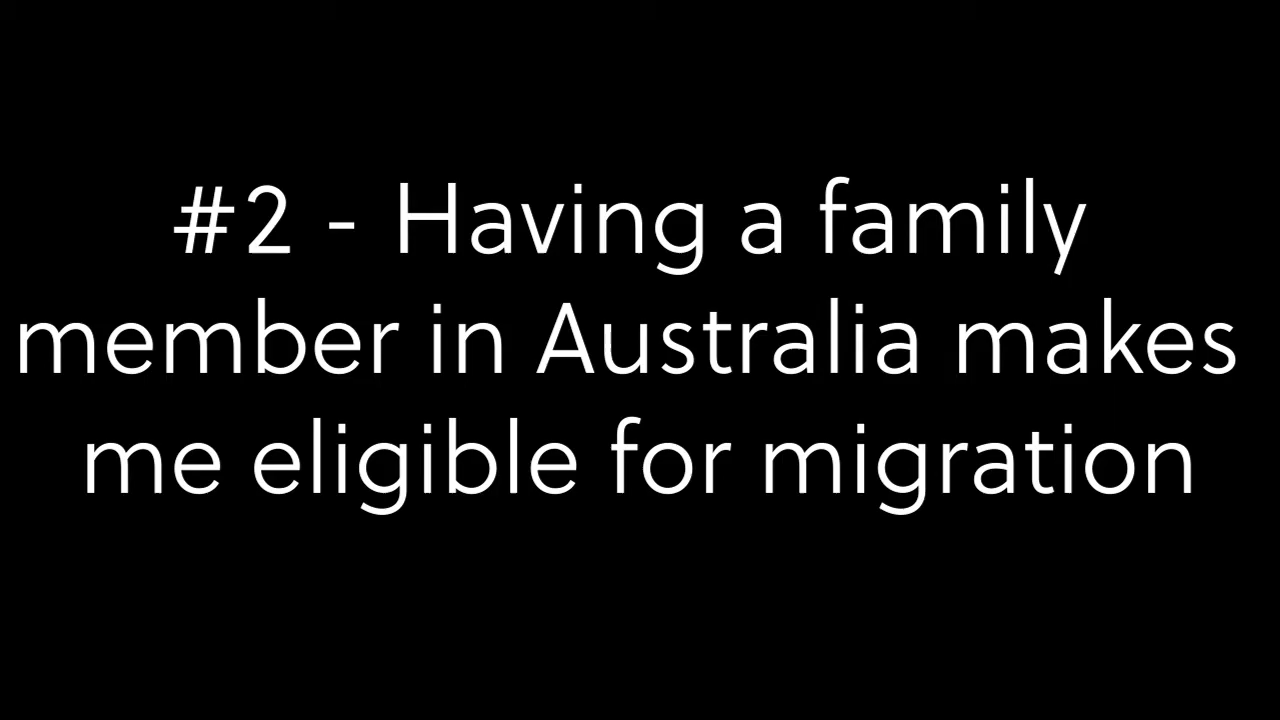 #2 - Having a family
member in Australia makes
me eligible for migration